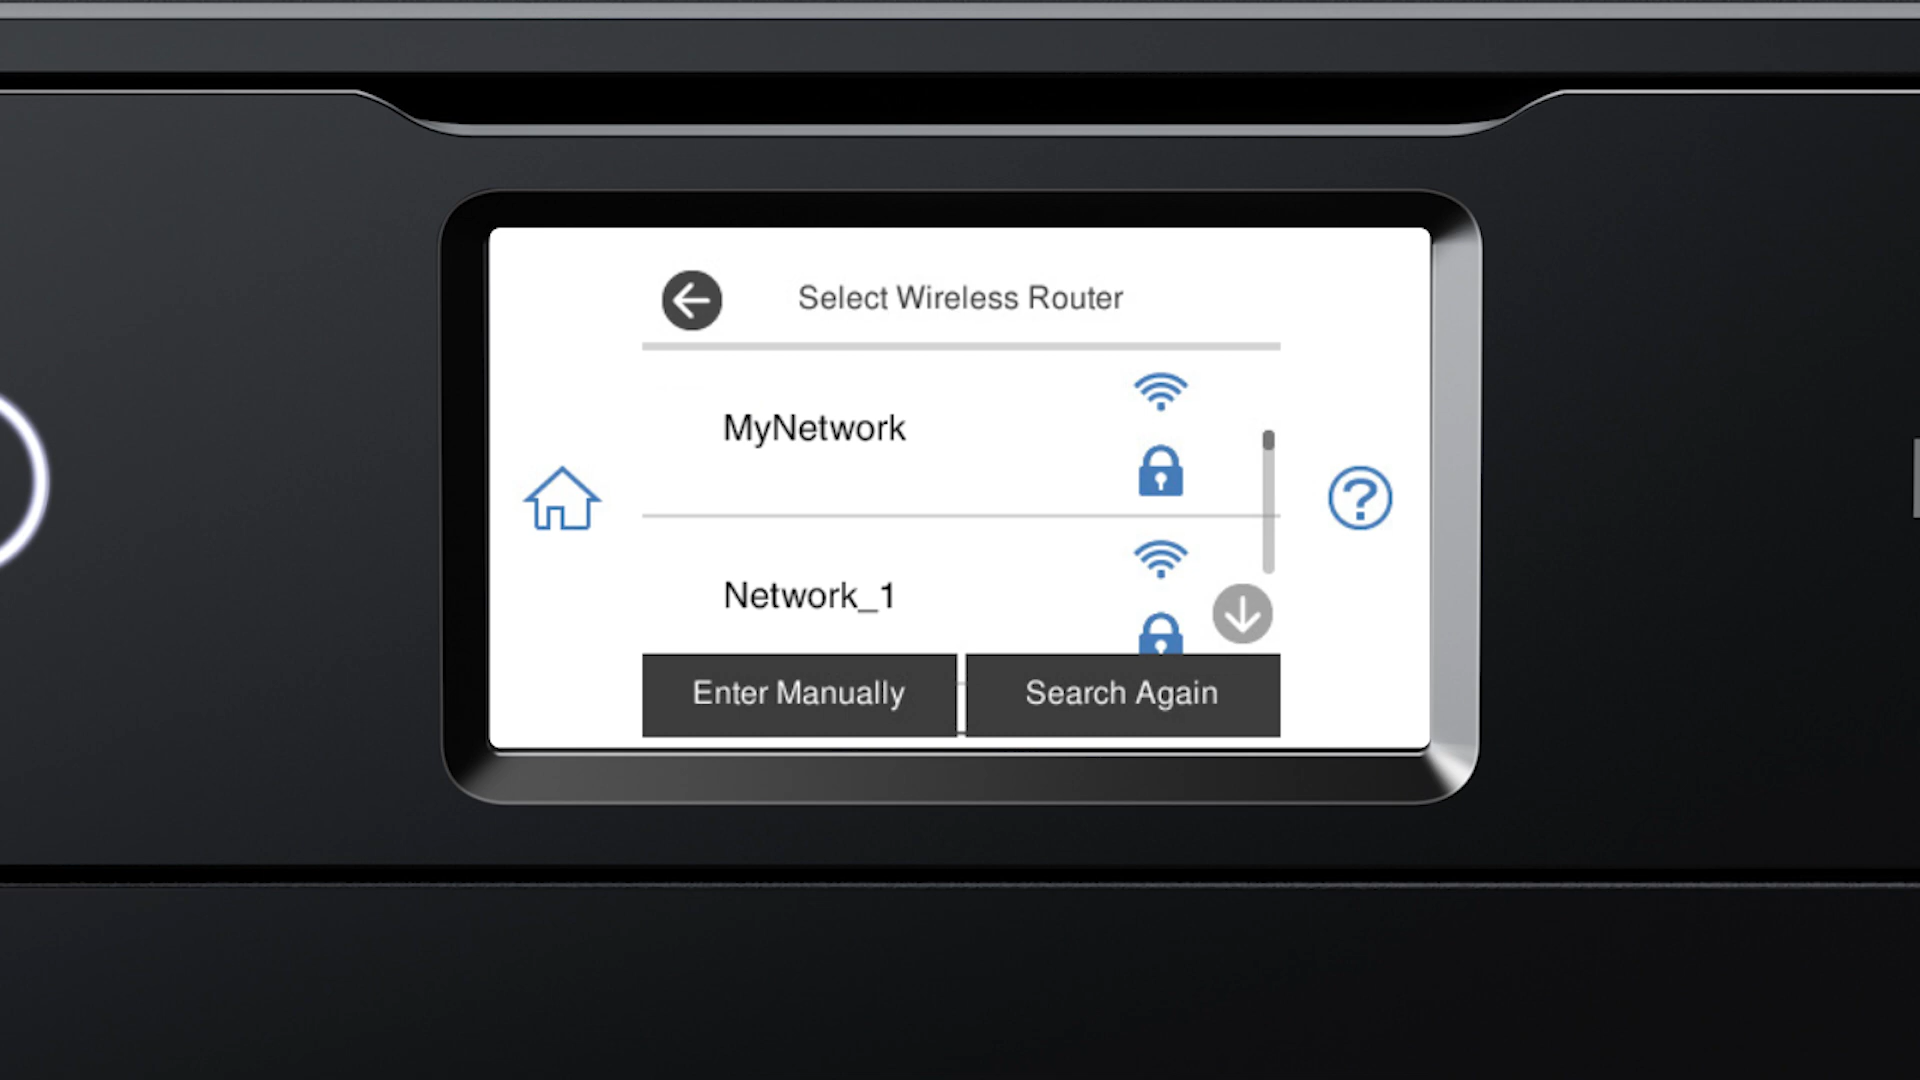 Select Wireless Router
MyNetwork
Network_1
Enter Manually
Search Again